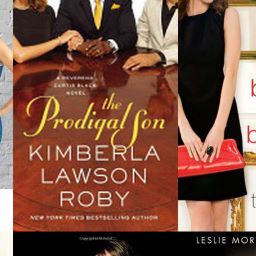 A REVEREND
CURTIS BLACK
NOVEL
the
Prodigal Son
KIMBERLA
LAWSON
ROBY
NEW YORK TIMES BESTSELLING AUTHOR
b
b
t
LESLIE MOR